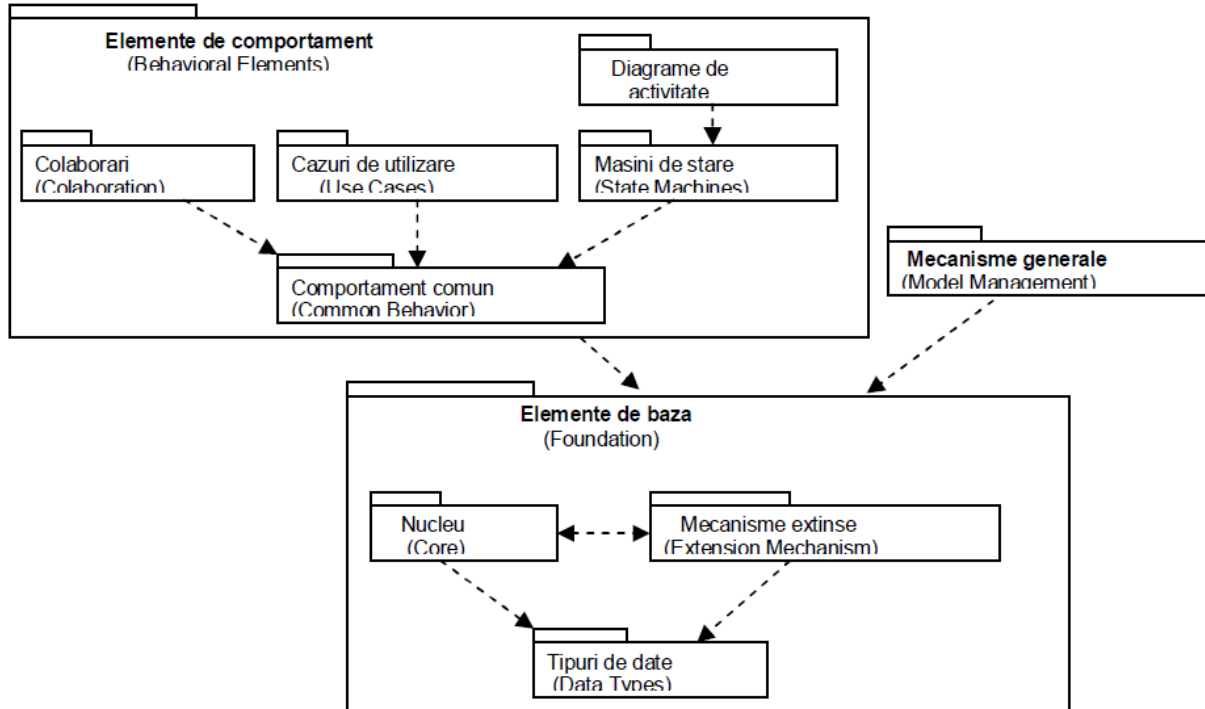 Elemente de comportament
(Behavioral Elements)
Diagrame de
activitate
Colaborari
(Colaboration)
Cazuri de utilizare
(Use Cases)
Masini de stare
(State Machines)
Comportament comun
(Common Behavior)
Mecanisme generale
(Model Management)
Elemente de baza
(Foundation)
Nucleu
(Core)
Mecanisme extinse
(Extension Mechanism)
Tipuri de date
(Data Types)